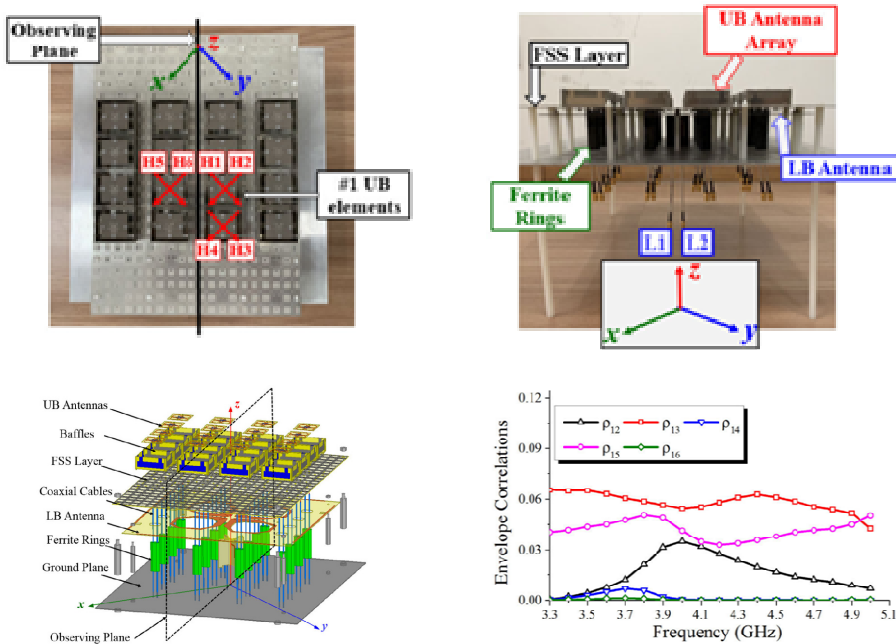 Observing
Plane
z
x
y
H5
H6
H1
H2
#1 UB
elements
H4
H3
UB Antenna
Array
FSS Layer
LB Antenna
Ferrite
Rings
L1
L2
z
x
y
UB Antennas
Baffles
FSS Layer
Coaxial Cables
LB Antenna
Ferrite Rings
Ground Plane
Observing Plane
z
x
y
Envelope Correlations
0.12
0.09
0.06
0.03
0.00
ρ12
ρ13
ρ14
ρ15
ρ16
3.3 3.5 3.7 3.9 4.1 4.3 4.5 4.7 4.9 5.1
Frequency (GHz)